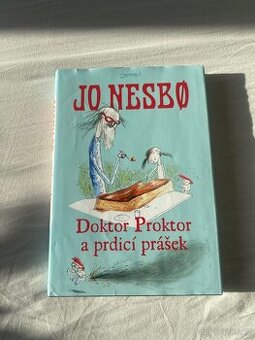 JO NESBØ
Doktor Proktor
a prdicí prášek